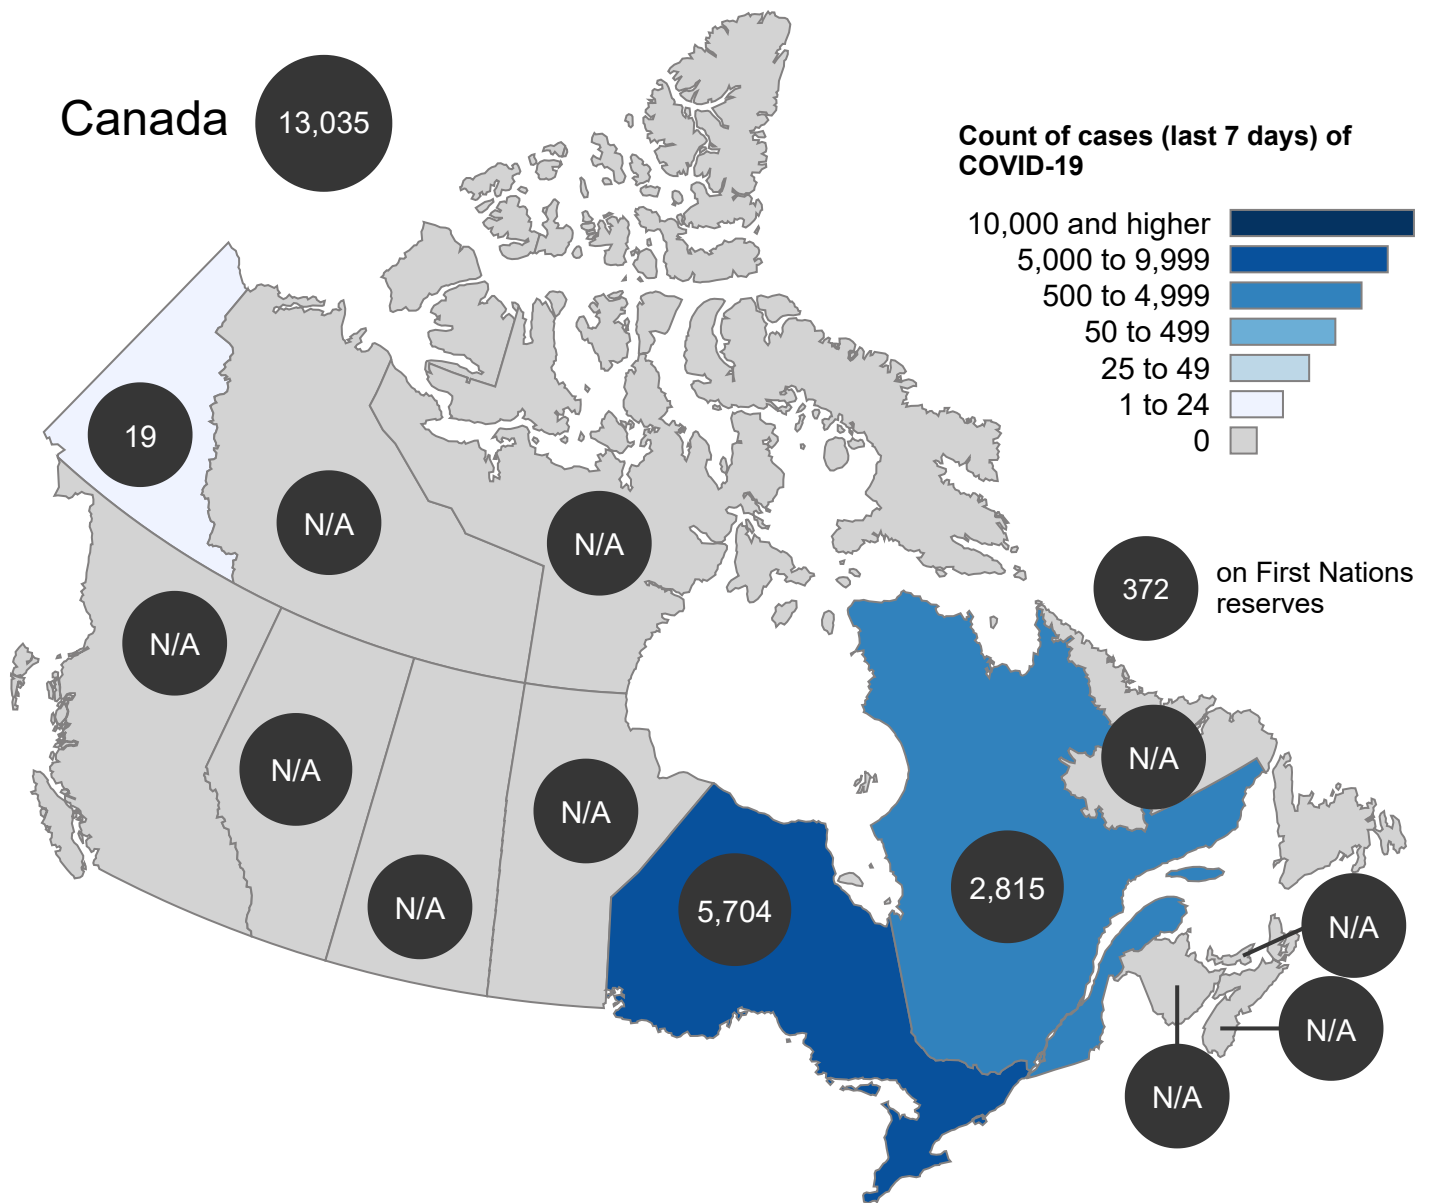 Canada
13,035
Count of cases (last 7 days) of
COVID-19
10,000 and higher
5,000 to 9,999
500 to 4,999
50 to 499
25 to 49
1 to 24
0
19
N/A
N/A
372
on First Nations
reserves
N/A
N/A
N/A
N/A
N/A
5,704
2,815
N/A
N/A
N/A
N/A